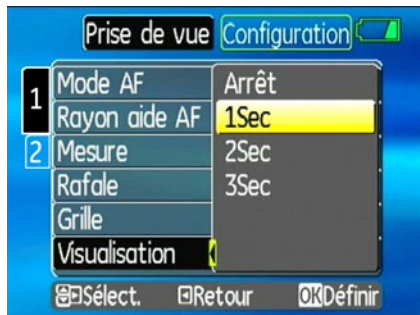 Prise de vue Configuration
1 Mode AF Arrêt
Rayon aide AF 1Sec
2 Mesure 2Sec
Rafale 3Sec
Grille
Visualisation
Sélect. Retour OK Définir